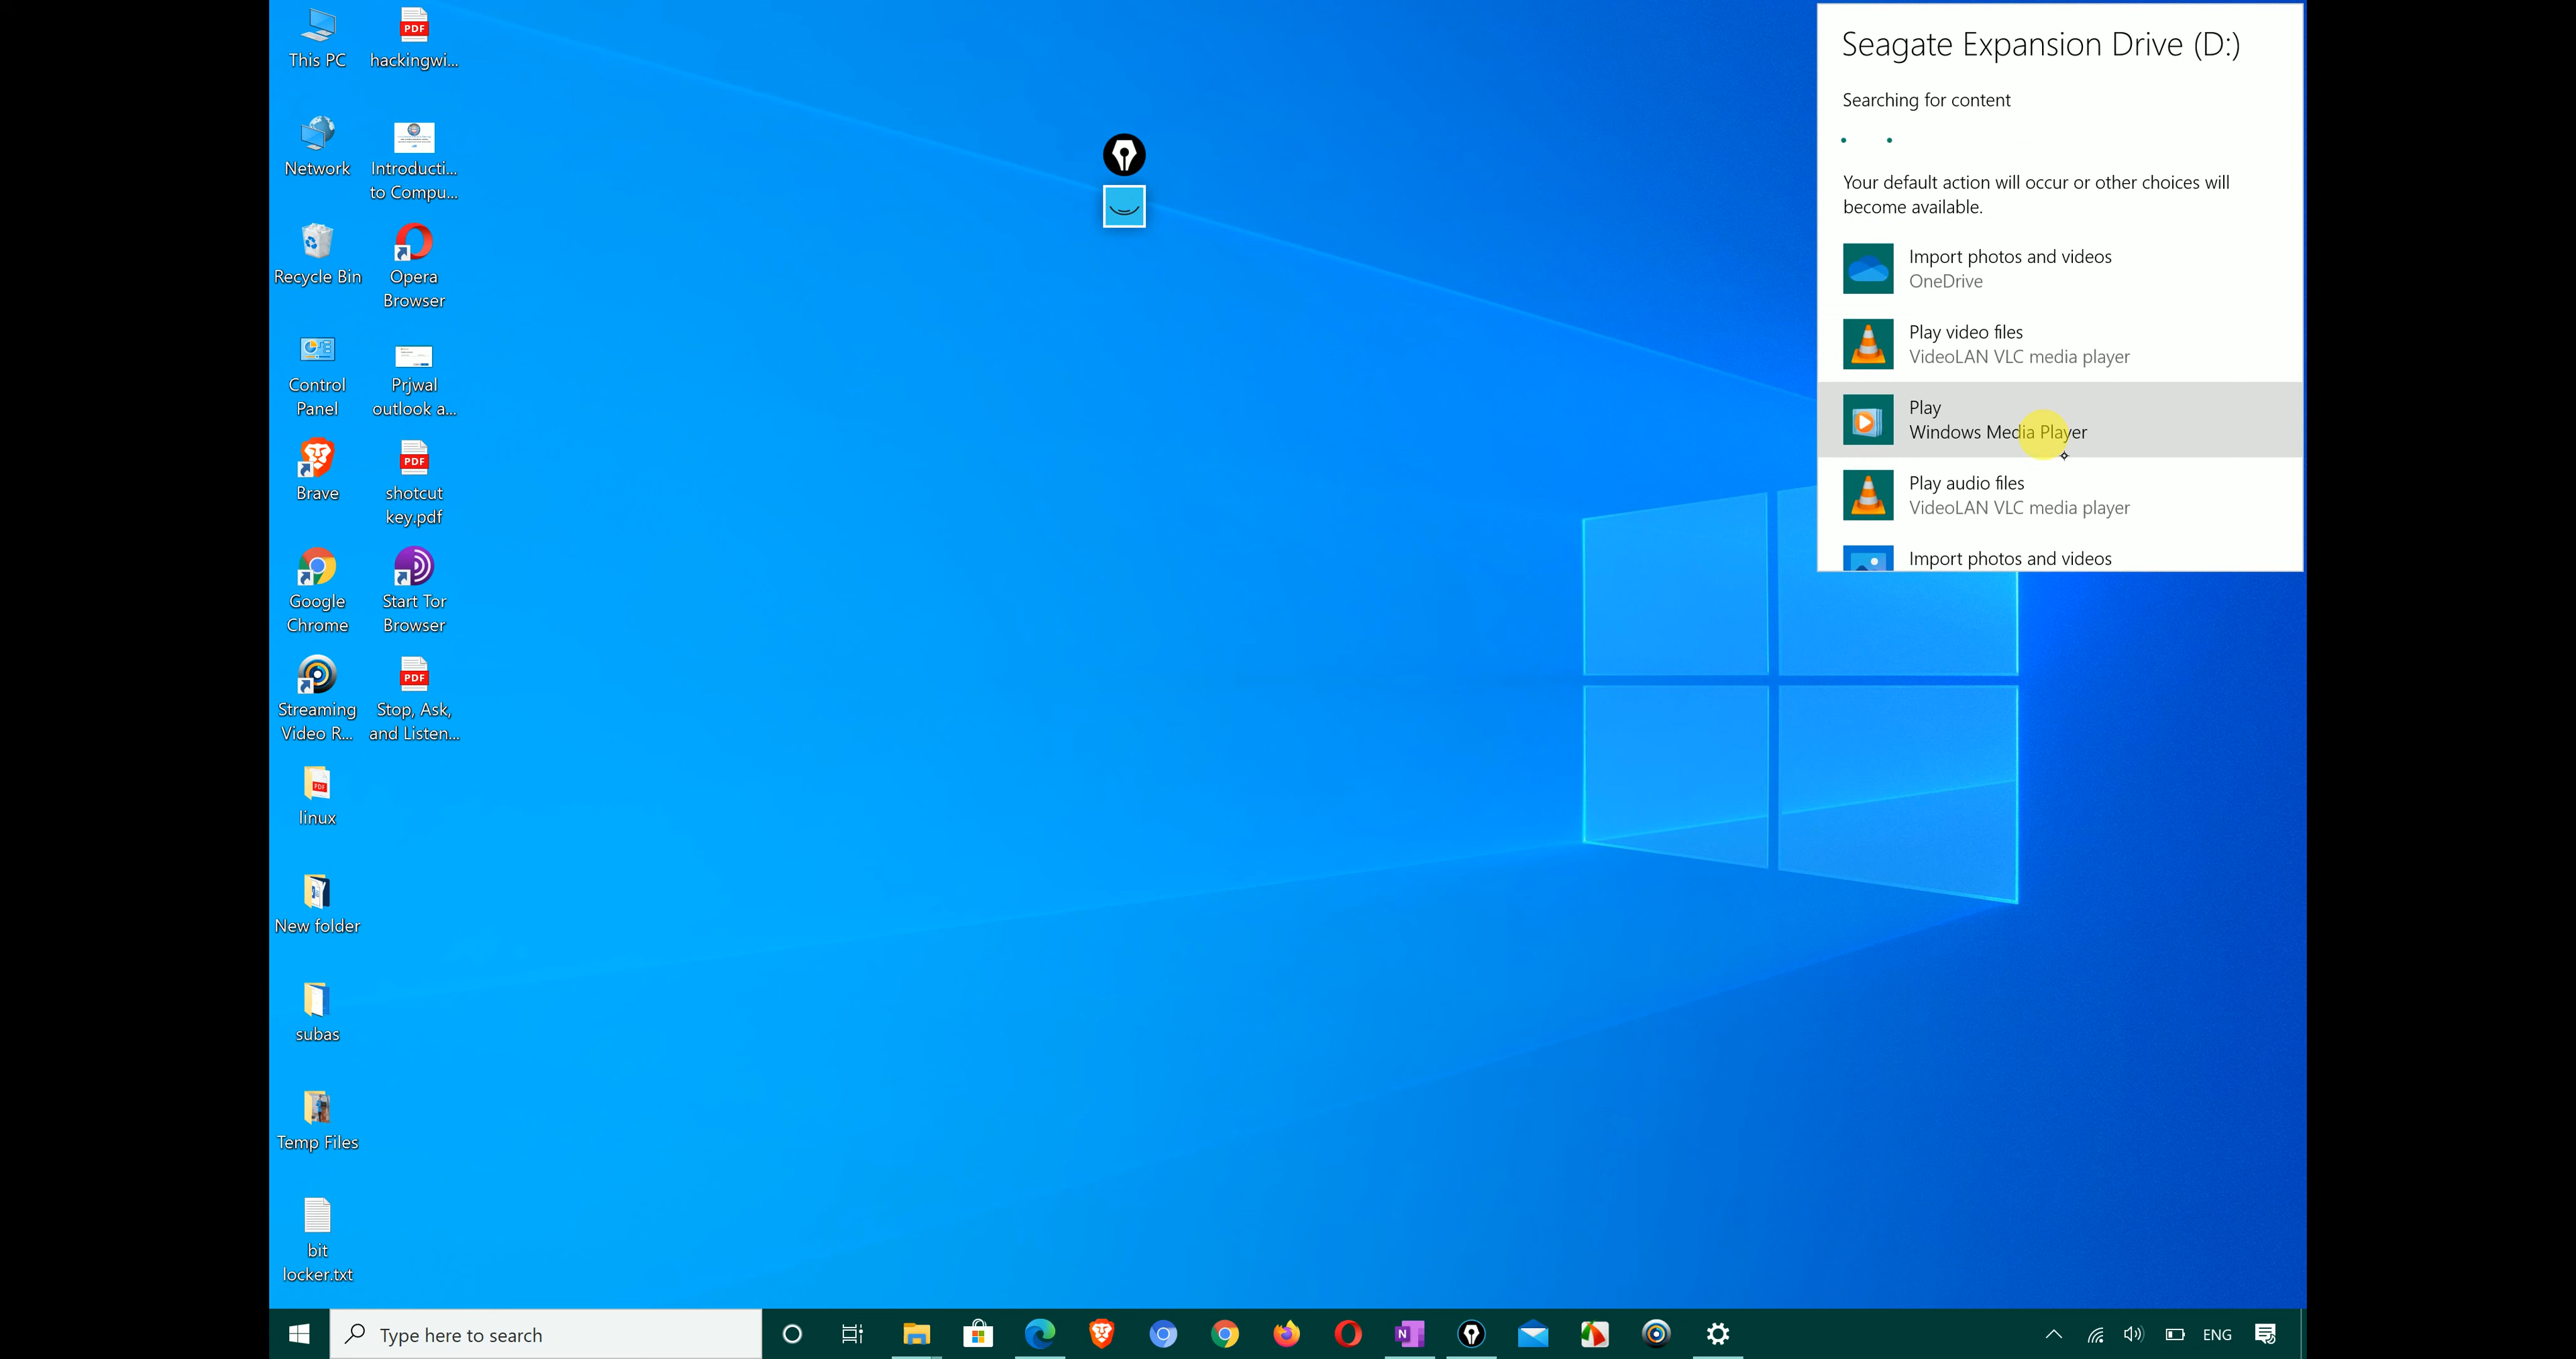 This PC
hackingwi...
Network
Introducti...
to Compu...
Recycle Bin
Opera
Browser
Control
Panel
Prjwal
outlook a...
Brave
shotcut
key.pdf
Google
Chrome
Start Tor
Browser
Streaming
Video R...
Stop, Ask,
and Listen...
linux
New folder
subas
Temp Files
bit
locker.txt
Seagate Expansion Drive (D:)
Searching for content
Your default action will occur or other choices will
become available.
Import photos and videos
OneDrive
Play video files
VideoLAN VLC media player
Play
Windows Media Player
Play audio files
VideoLAN VLC media player
Import photos and videos
Type here to search
ENG